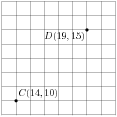 D(19, 15)
C(14, 10)